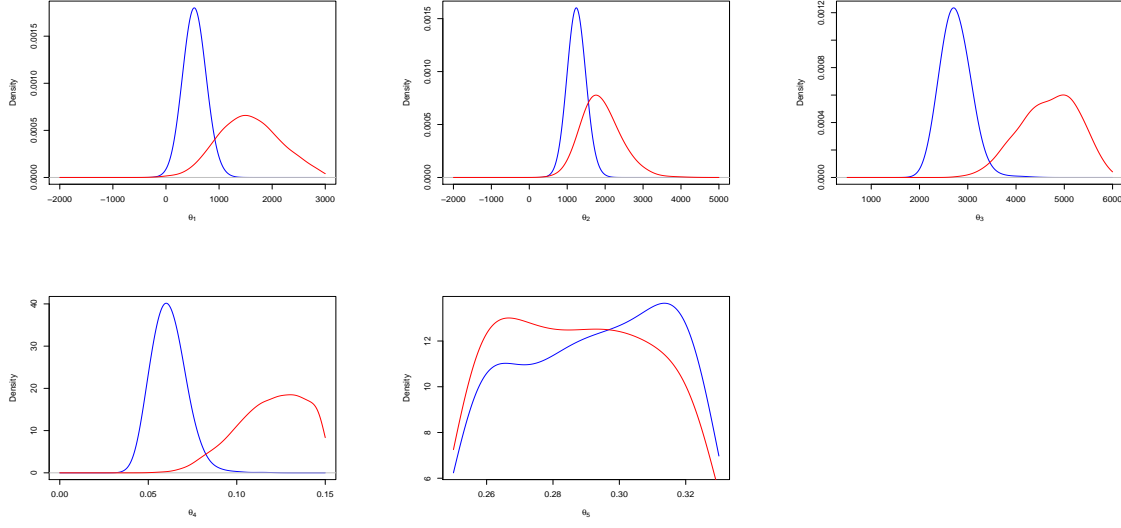 Density
0.0000 0.0005 0.0010 0.0015
−2000 −1000 0 1000 2000 3000
θ1
Density
0.0000 0.0005 0.0010 0.0015
−2000 −1000 0 1000 2000 3000 4000 5000
θ2
Density
0.0000 0.0004 0.0008 0.0012
1000 2000 3000 4000 5000 6000
θ3
Density
0 10 20 30 40
0.00 0.05 0.10 0.15
θ4
Density
6 8 10 12
0.26 0.28 0.30 0.32
θ5